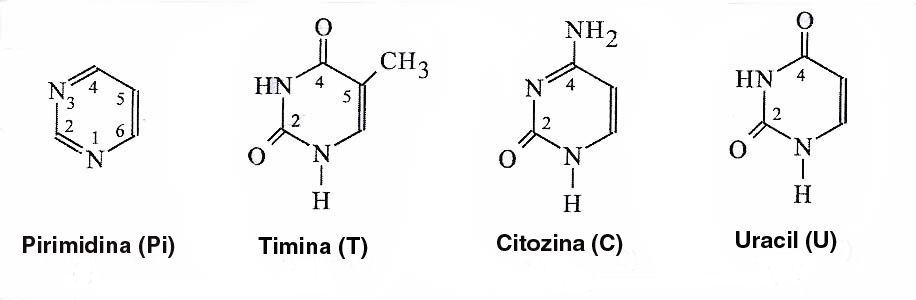 N
3
4
5
2
1
6
N
Pirimidina (Pi)
O
CH3
HN
4
5
2
O
N
H
Timina (T)
NH2
N
4
2
O
N
H
Citozina (C)
O
HN
4
2
O
N
H
Uracil (U)